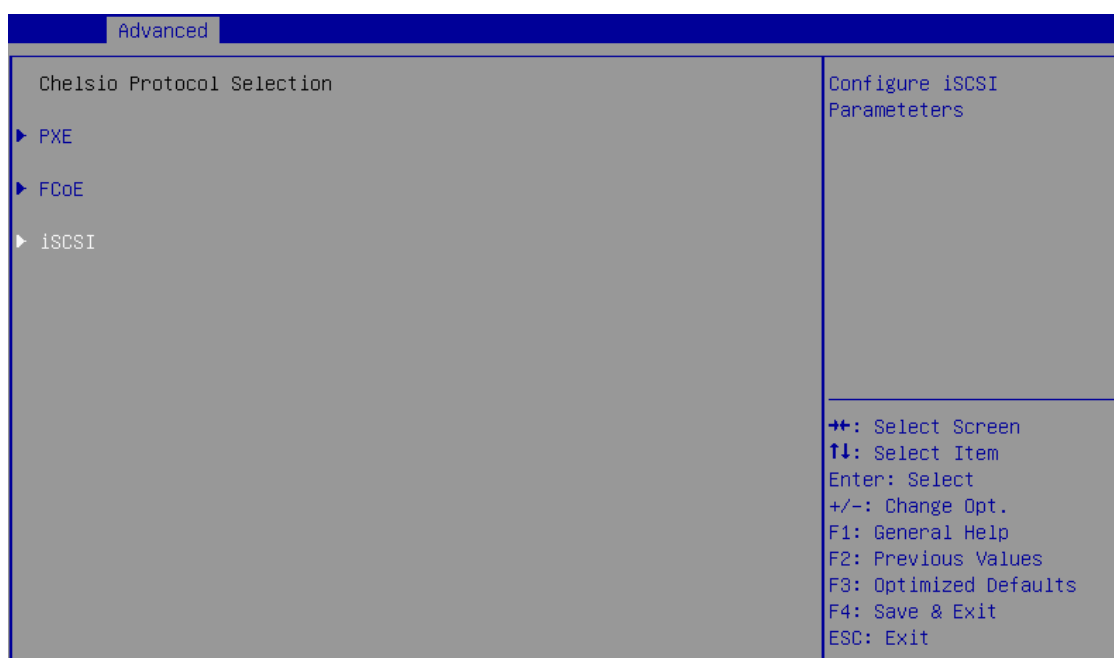 Advanced
Chelsio Protocol Selection
PXE
FCoE
iSCSI
Configure iSCSI
Parameteters
→←: Select Screen
↑↓: Select Item
Enter: Select
+/-: Change Opt.
F1: General Help
F2: Previous Values
F3: Optimized Defaults
F4: Save & Exit
ESC: Exit